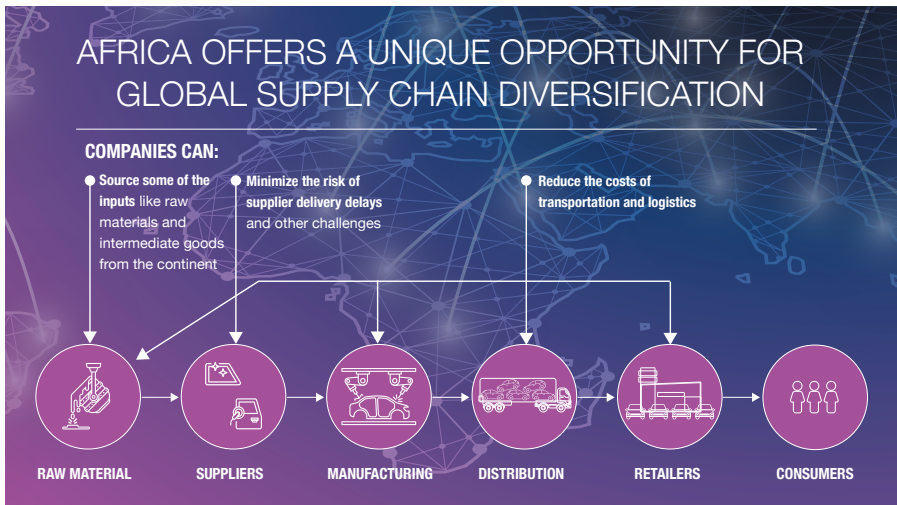 AFRICA OFFERS A UNIQUE OPPORTUNITY FOR
GLOBAL SUPPLY CHAIN DIVERSIFICATION
COMPANIES CAN:
Source some of the
inputs like raw
materials and
intermediate goods
from the continent
Minimize the risk of
supplier delivery delays
and other challenges
Reduce the costs of
transportation and logistics
RAW MATERIAL
SUPPLIERS
MANUFACTURING
DISTRIBUTION
RETAILERS
CONSUMERS